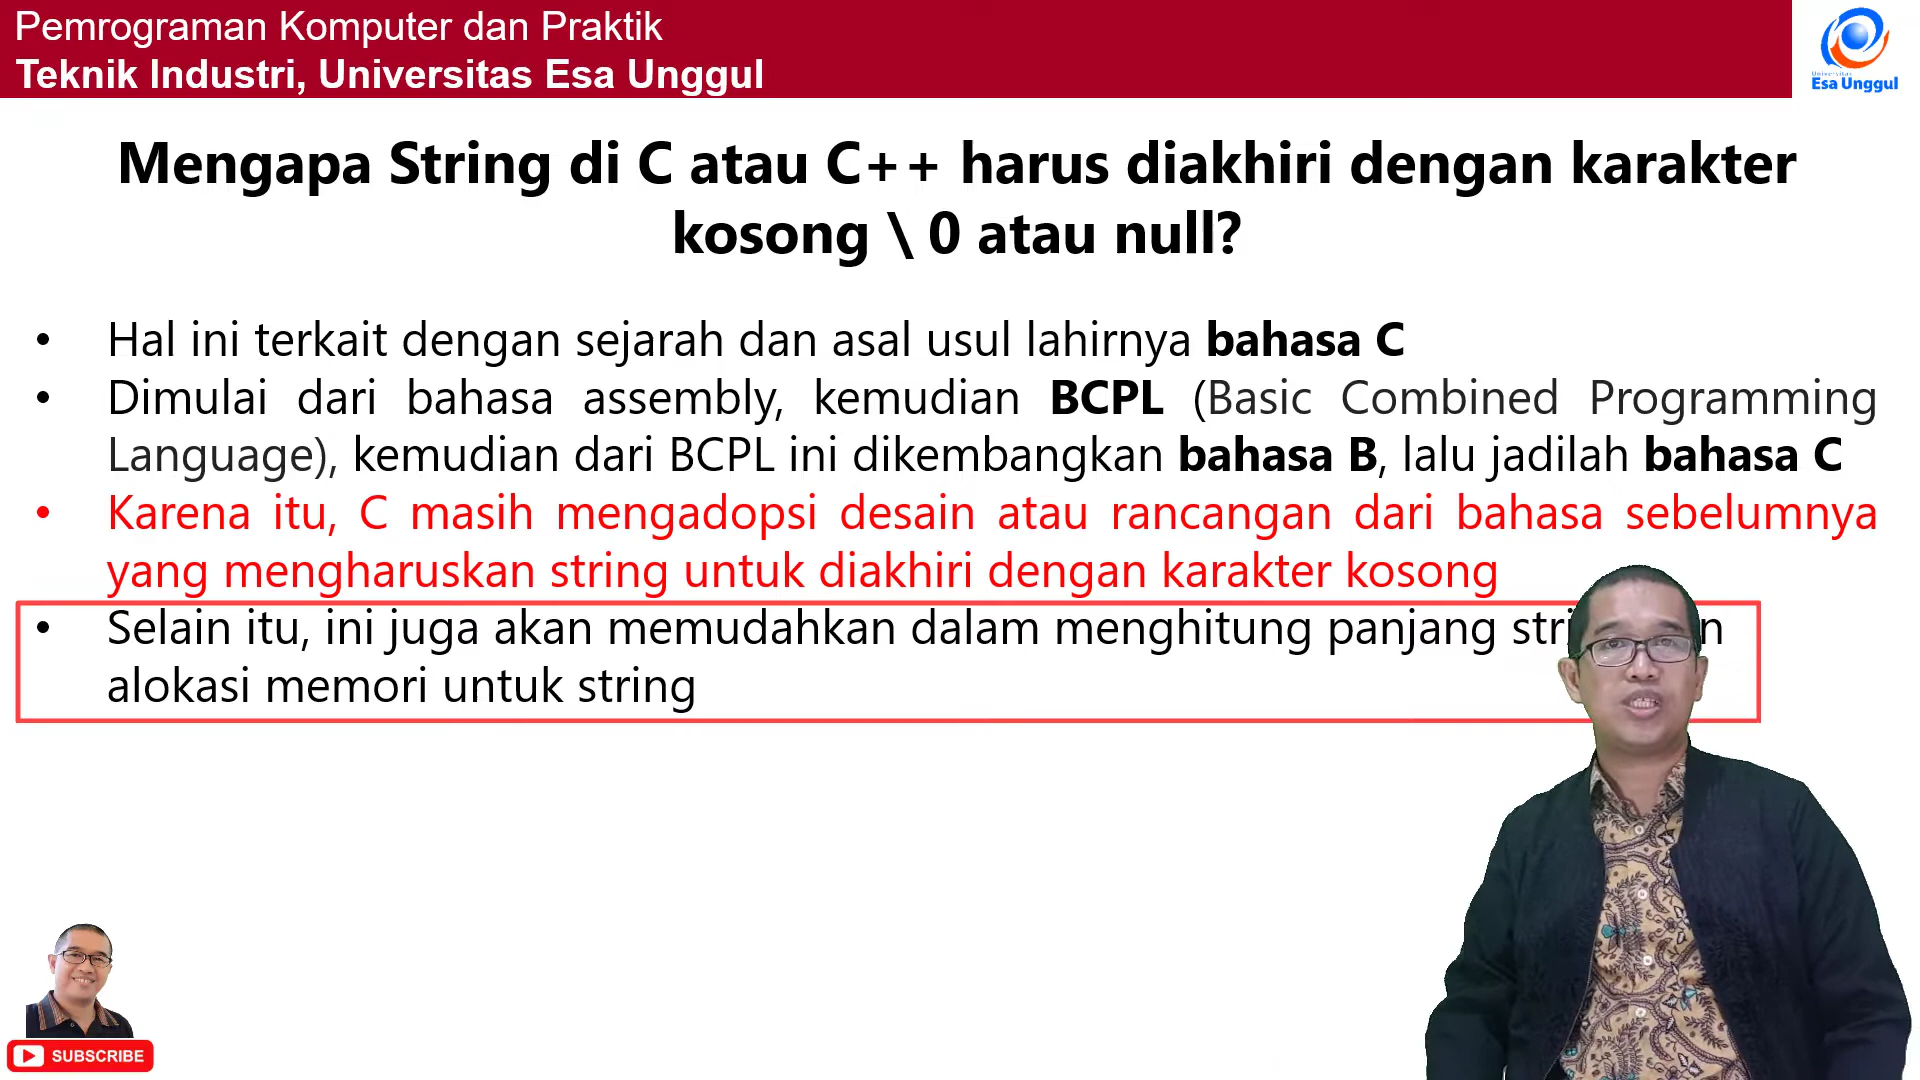 Pemrograman Komputer dan Praktik
Teknik Industri, Universitas Esa Unggul
Universitas
Esa Unggul
Mengapa String di C atau C++ harus diakhiri dengan karakter
kosong \ 0 atau null?
• Hal ini terkait dengan sejarah dan asal usul lahirnya bahasa C
• Dimulai dari bahasa assembly, kemudian BCPL (Basic Combined Programming
Language), kemudian dari BCPL ini dikembangkan bahasa B, lalu jadilah bahasa C
• Karena itu, C masih mengadopsi desain atau rancangan dari bahasa sebelumnya
yang mengharuskan string untuk diakhiri dengan karakter kosong
• Selain itu, ini juga akan memudahkan dalam menghitung panjang
alokasi memori untuk string
SUBSCRIBE